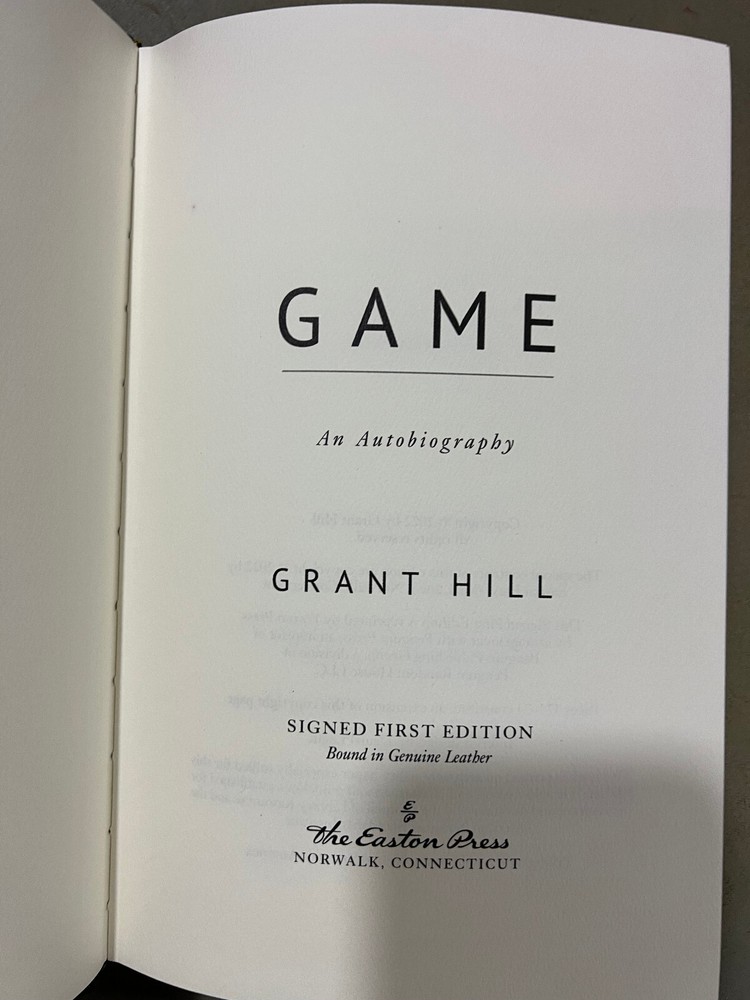 GAME
An Autobiography
GRANT HILL
SIGNED FIRST EDITION
Bound in Genuine Leather
E
P
The Easton Press
NORWALK, CONNECTICUT